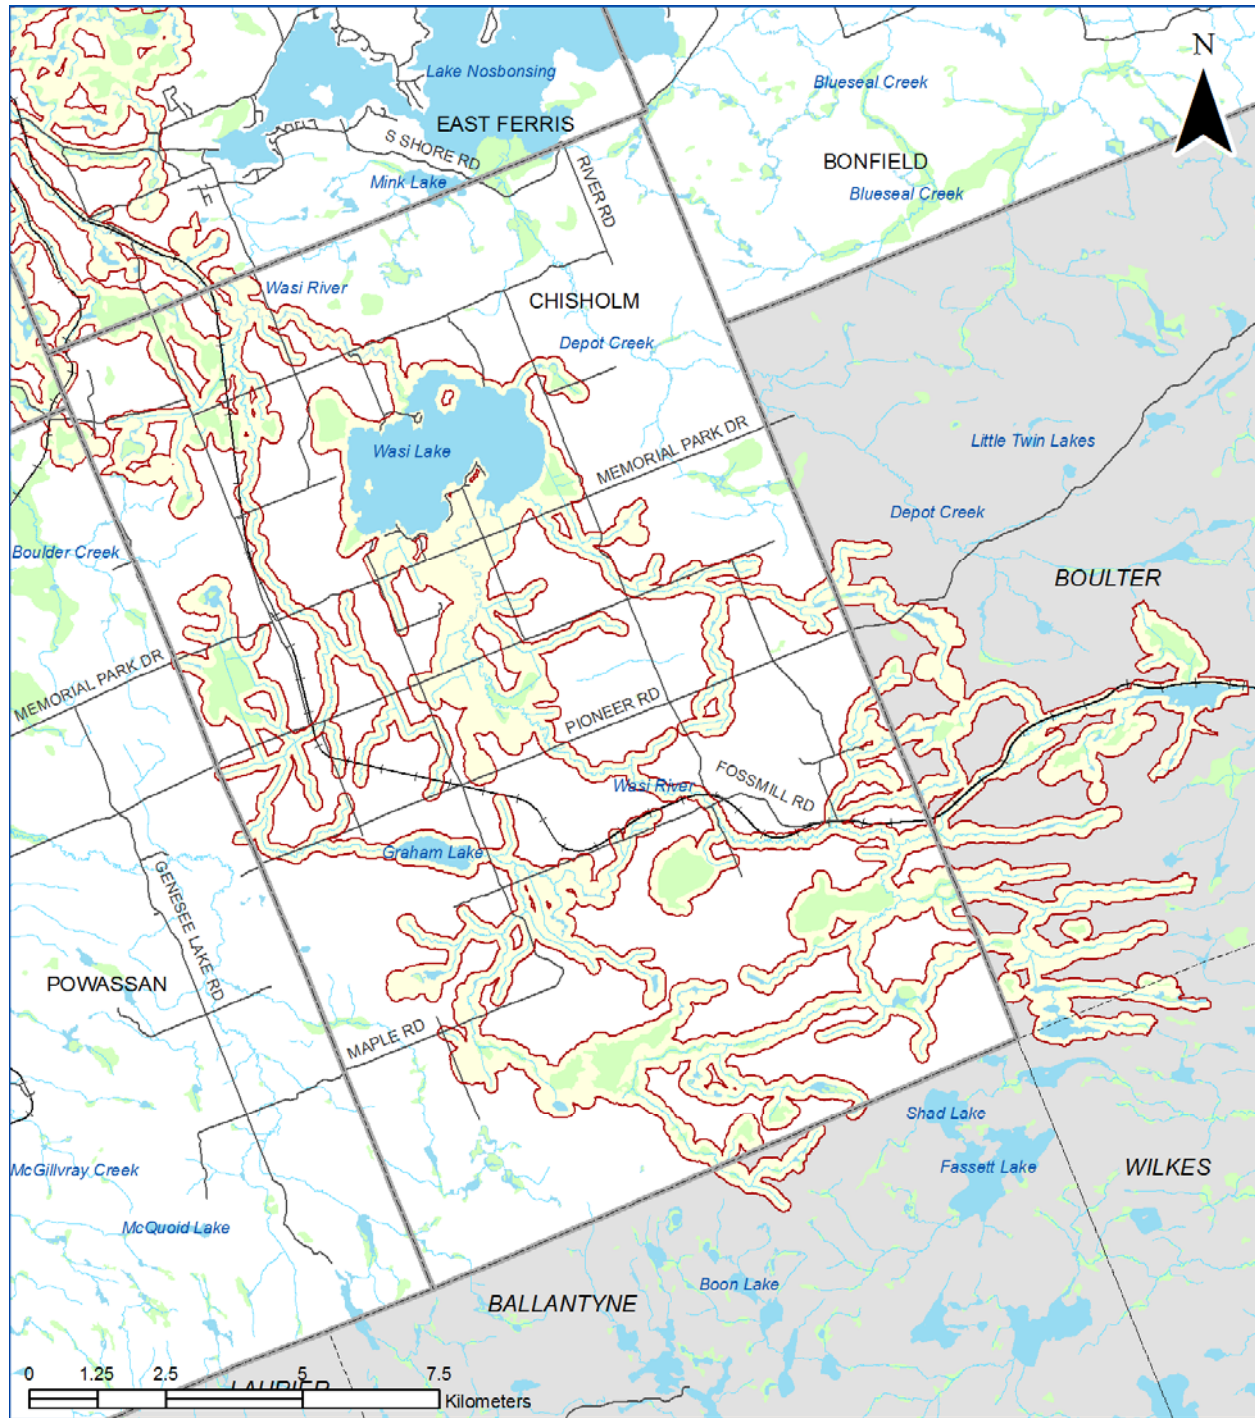 N
Lake Nosbonsing
Blueseal Creek
EAST FERRIS
S SHORE RD
BONFIELD
RIVER RD
Mink Lake
Blueseal Creek
Wasi River
CHISHOLM
Depot Creek
Wasi Lake
Little Twin Lakes
MEMORIAL PARK DR
Depot Creek
Boulder Creek
BOULTER
MEMORIAL PARK DR
PIONEER RD
Wasi River
FOSSMILL RD
Graham Lake
GENESEE LAKE RD
POWASSAN
MAPLE RD
Shad Lake
McGillvray Creek
Fassett Lake
WILKES
McQuoid Lake
Boon Lake
BALLANTYNE
LAURIER
0 1.25 2.5 5 7.5
Kilometers